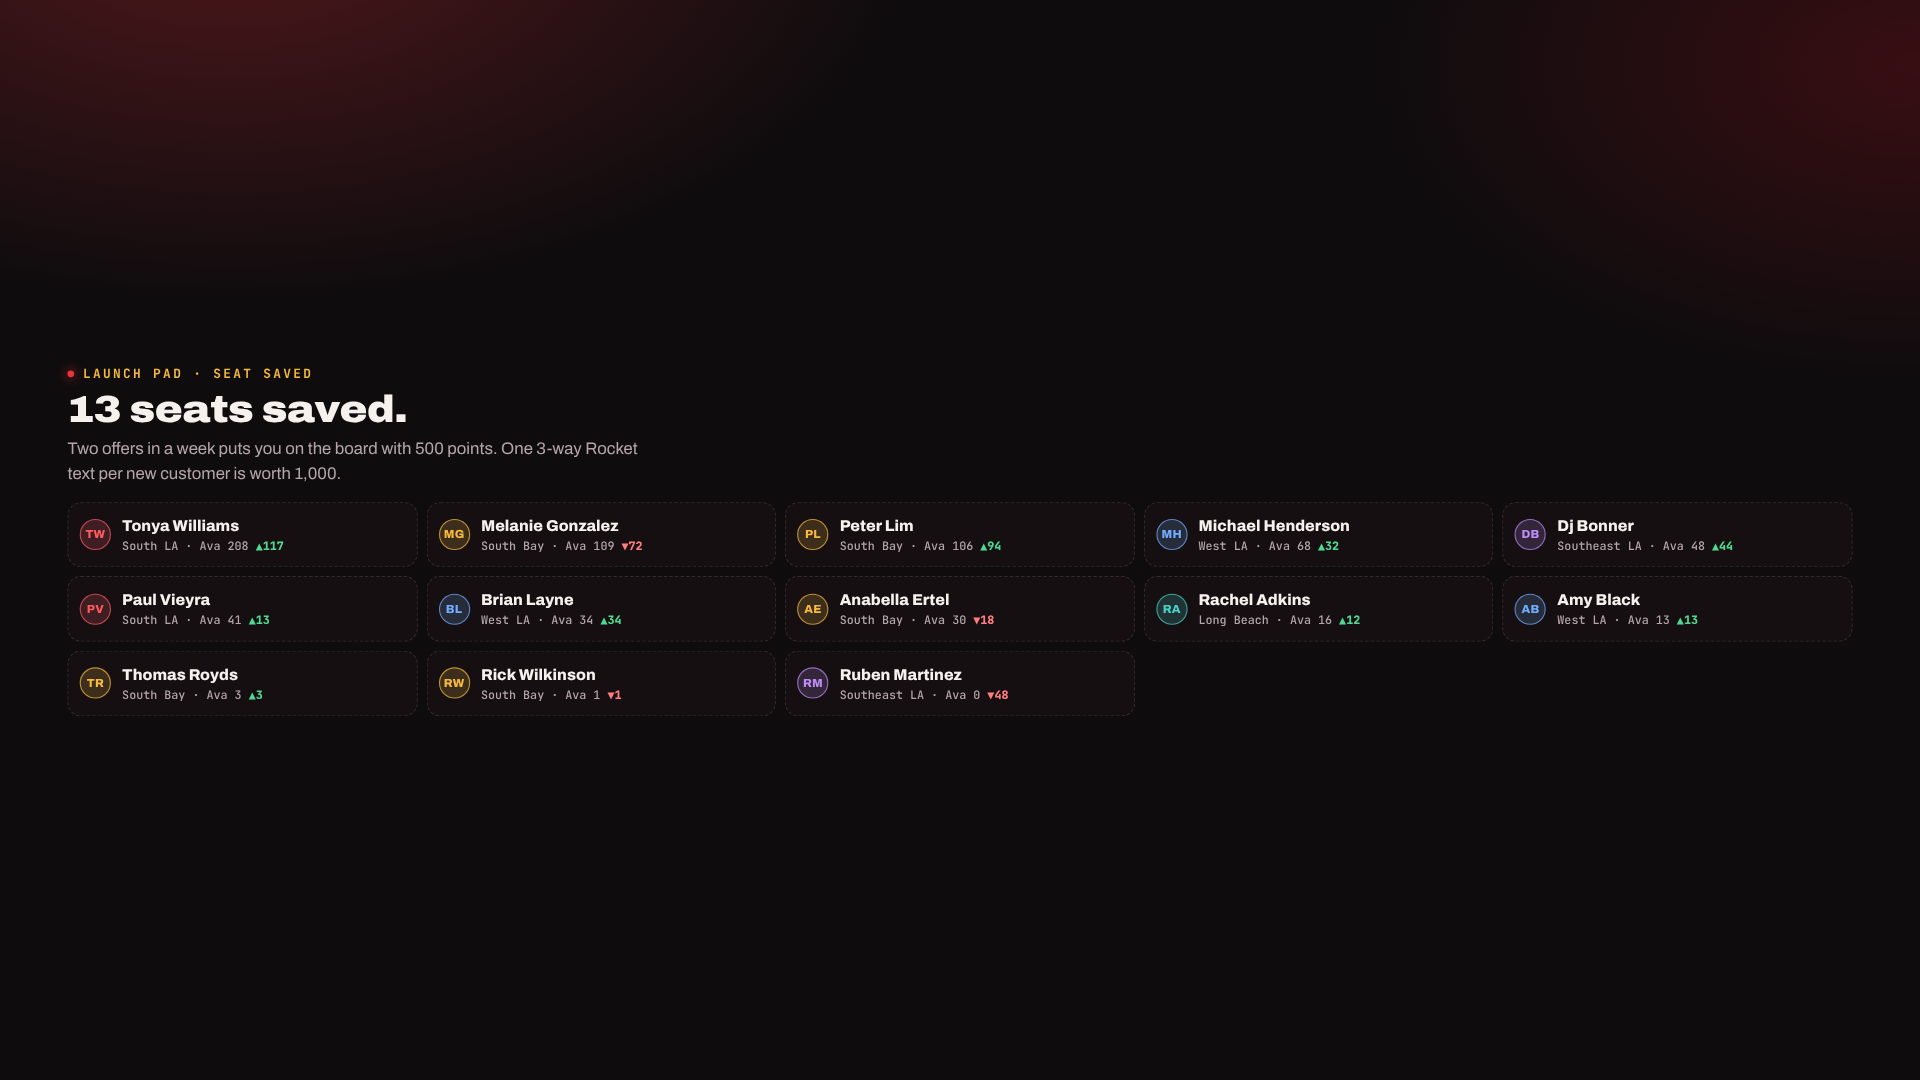 LAUNCH PAD · SEAT SAVED
13 seats saved.
Two offers in a week puts you on the board with 500 points. One 3-way Rocket
text per new customer is worth 1,000.
TW Tonya Williams
South LA · Ava 208 ▲117
MG Melanie Gonzalez
South Bay · Ava 109 ▼72
PL Peter Lim
South Bay · Ava 106 ▲94
MH Michael Henderson
West LA · Ava 68 ▲32
DB Dj Bonner
Southeast LA · Ava 48 ▲44
PV Paul Vieyra
South LA · Ava 41 ▲13
BL Brian Layne
West LA · Ava 34 ▲34
AE Anabella Ertel
South Bay · Ava 30 ▼18
RA Rachel Adkins
Long Beach · Ava 16 ▲12
AB Amy Black
West LA · Ava 13 ▲13
TR Thomas Royds
South Bay · Ava 3 ▲3
RW Rick Wilkinson
South Bay · Ava 1 ▼1
RM Ruben Martinez
Southeast LA · Ava 0 ▼48